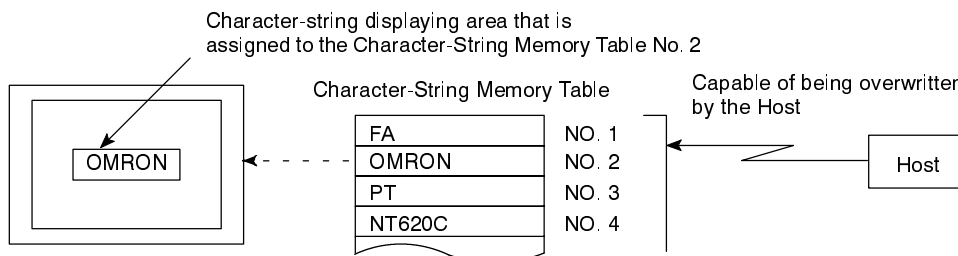 Character-string displaying area that is
assigned to the Character-String Memory Table No. 2
Character-String Memory Table
Capable of being overwritten
by the Host
OMRON
FA NO. 1
OMRON NO. 2
PT NO. 3
NT620C NO. 4
Host